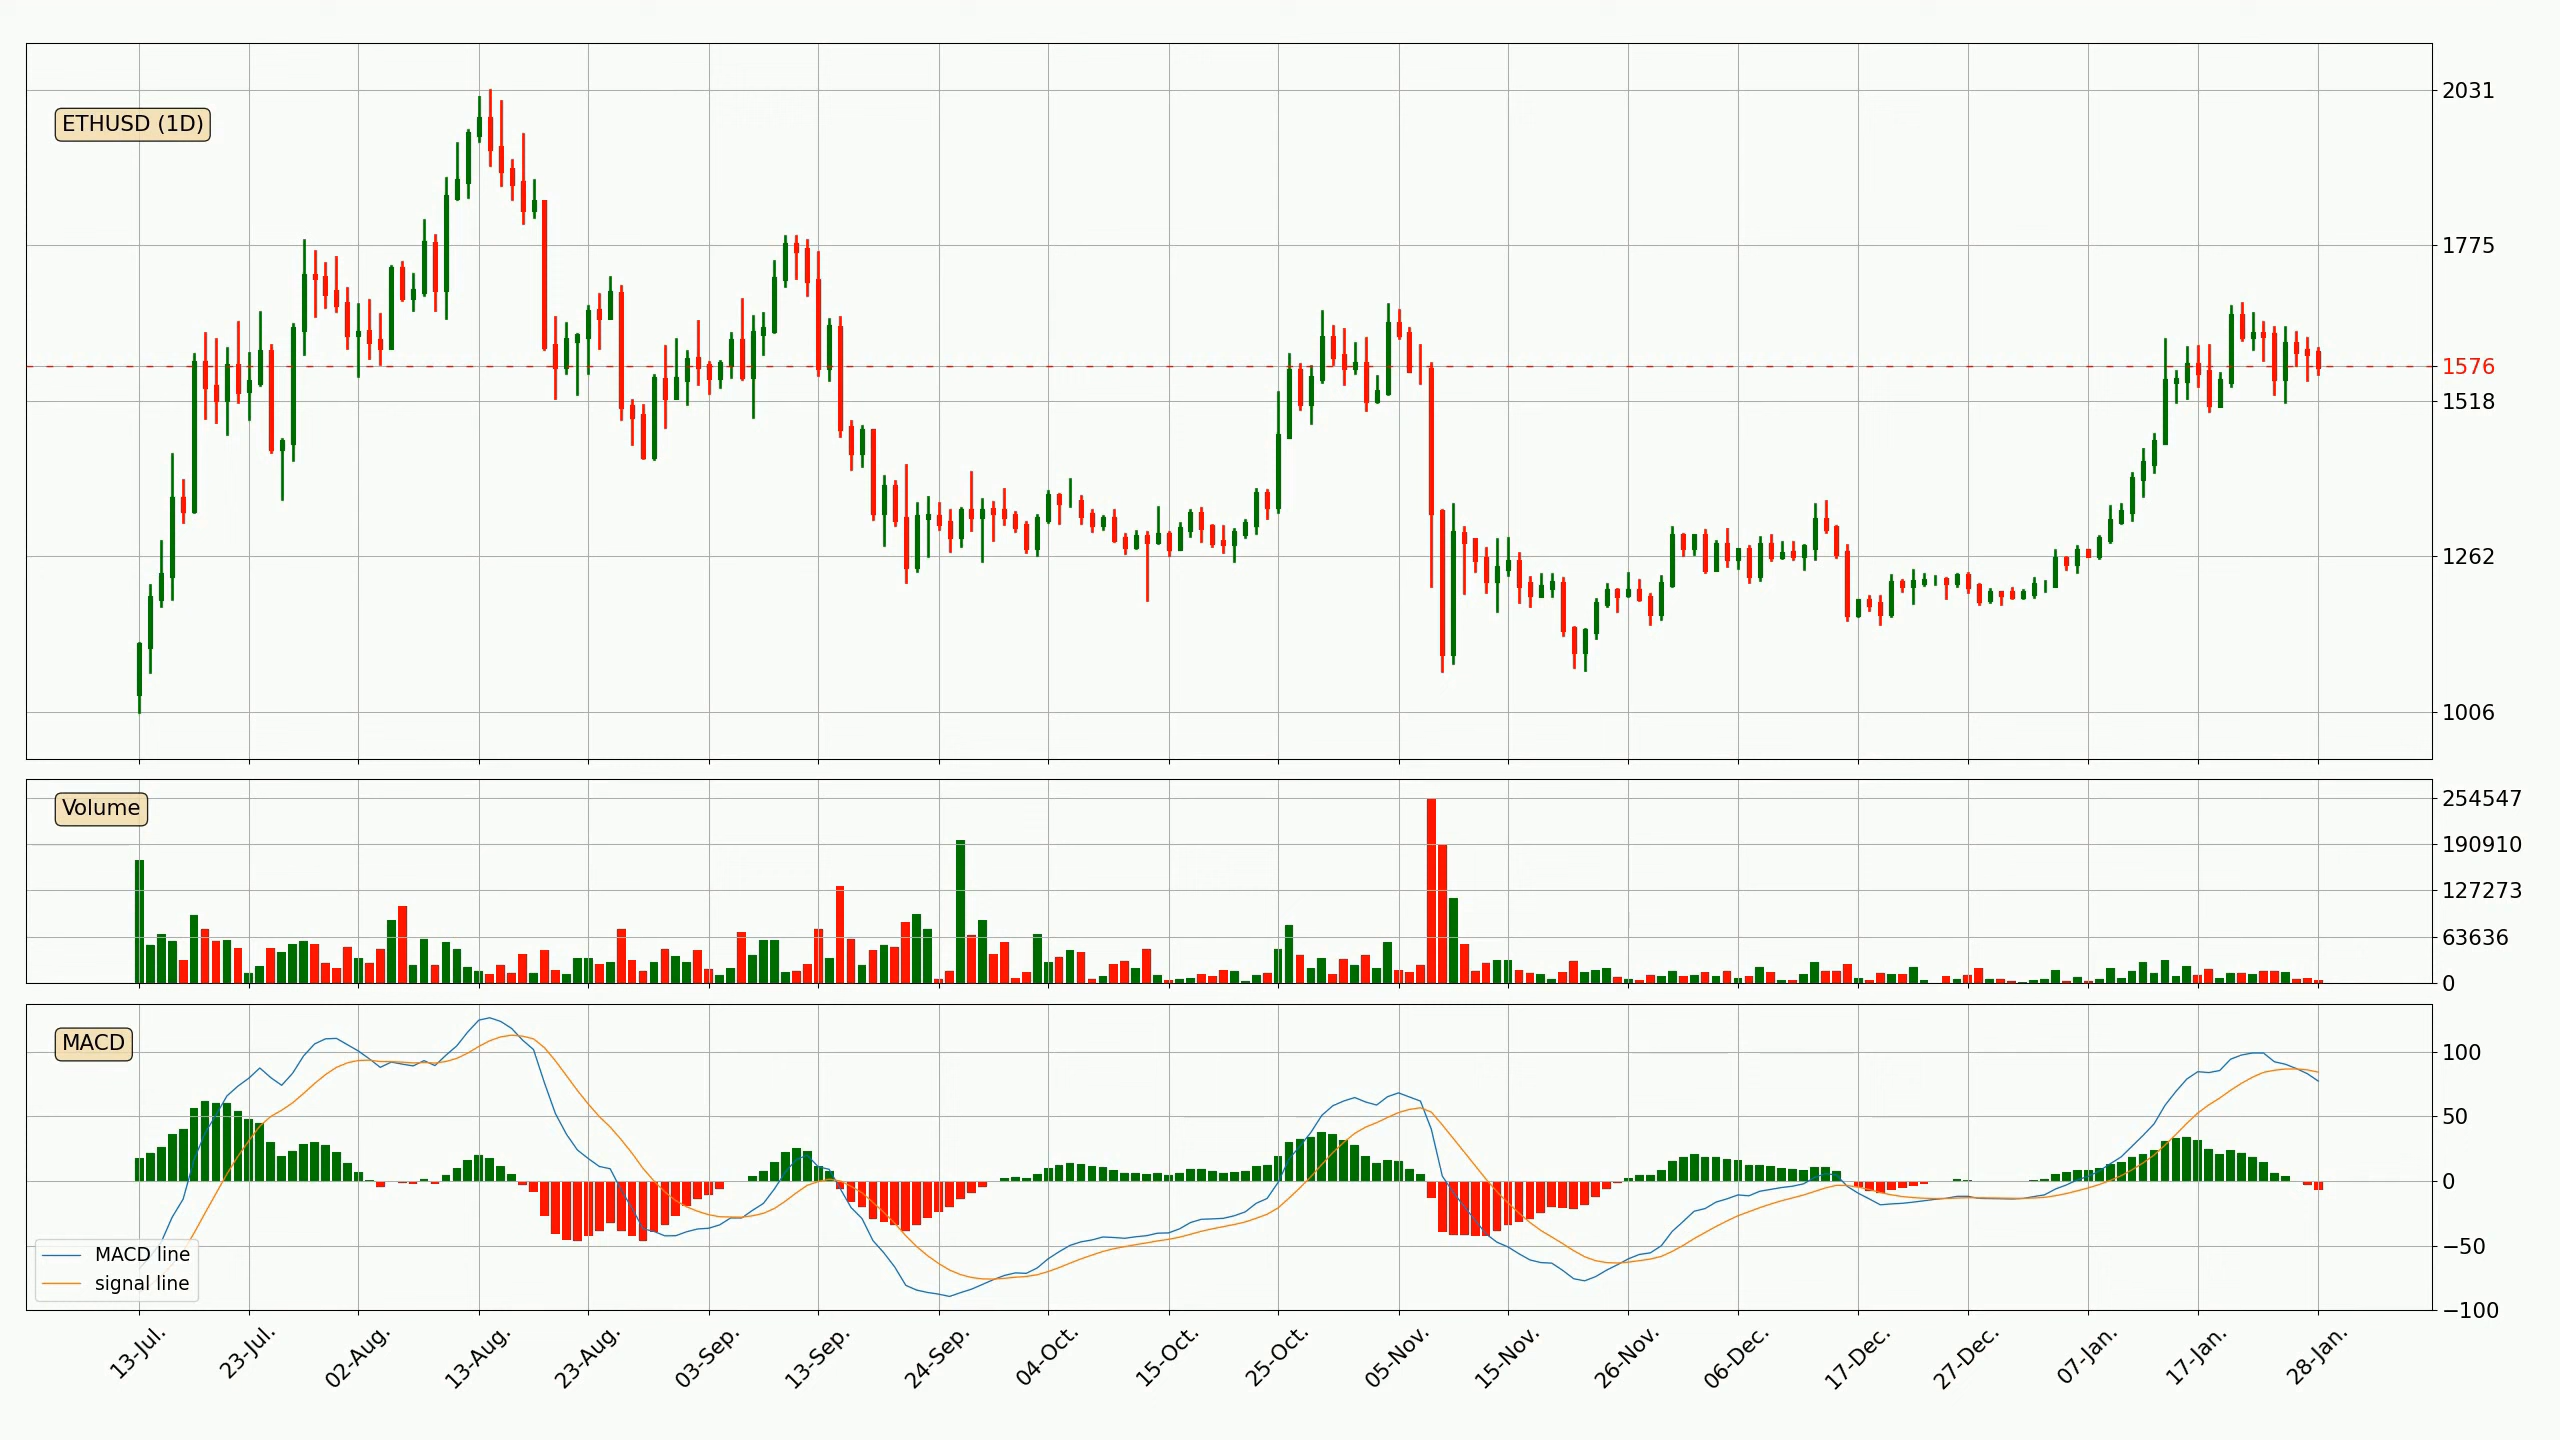 ETHUSD (1D)
2031
1775
1576
1518
1262
1006
Volume
254547
190910
127273
63636
0
MACD
100
50
0
−50
−100
MACD line
signal line
13-Jul.
23-Jul.
02-Aug.
13-Aug.
23-Aug.
03-Sep.
13-Sep.
24-Sep.
04-Oct.
15-Oct.
25-Oct.
05-Nov.
15-Nov.
26-Nov.
06-Dec.
17-Dec.
27-Dec.
07-Jan.
17-Jan.
28-Jan.